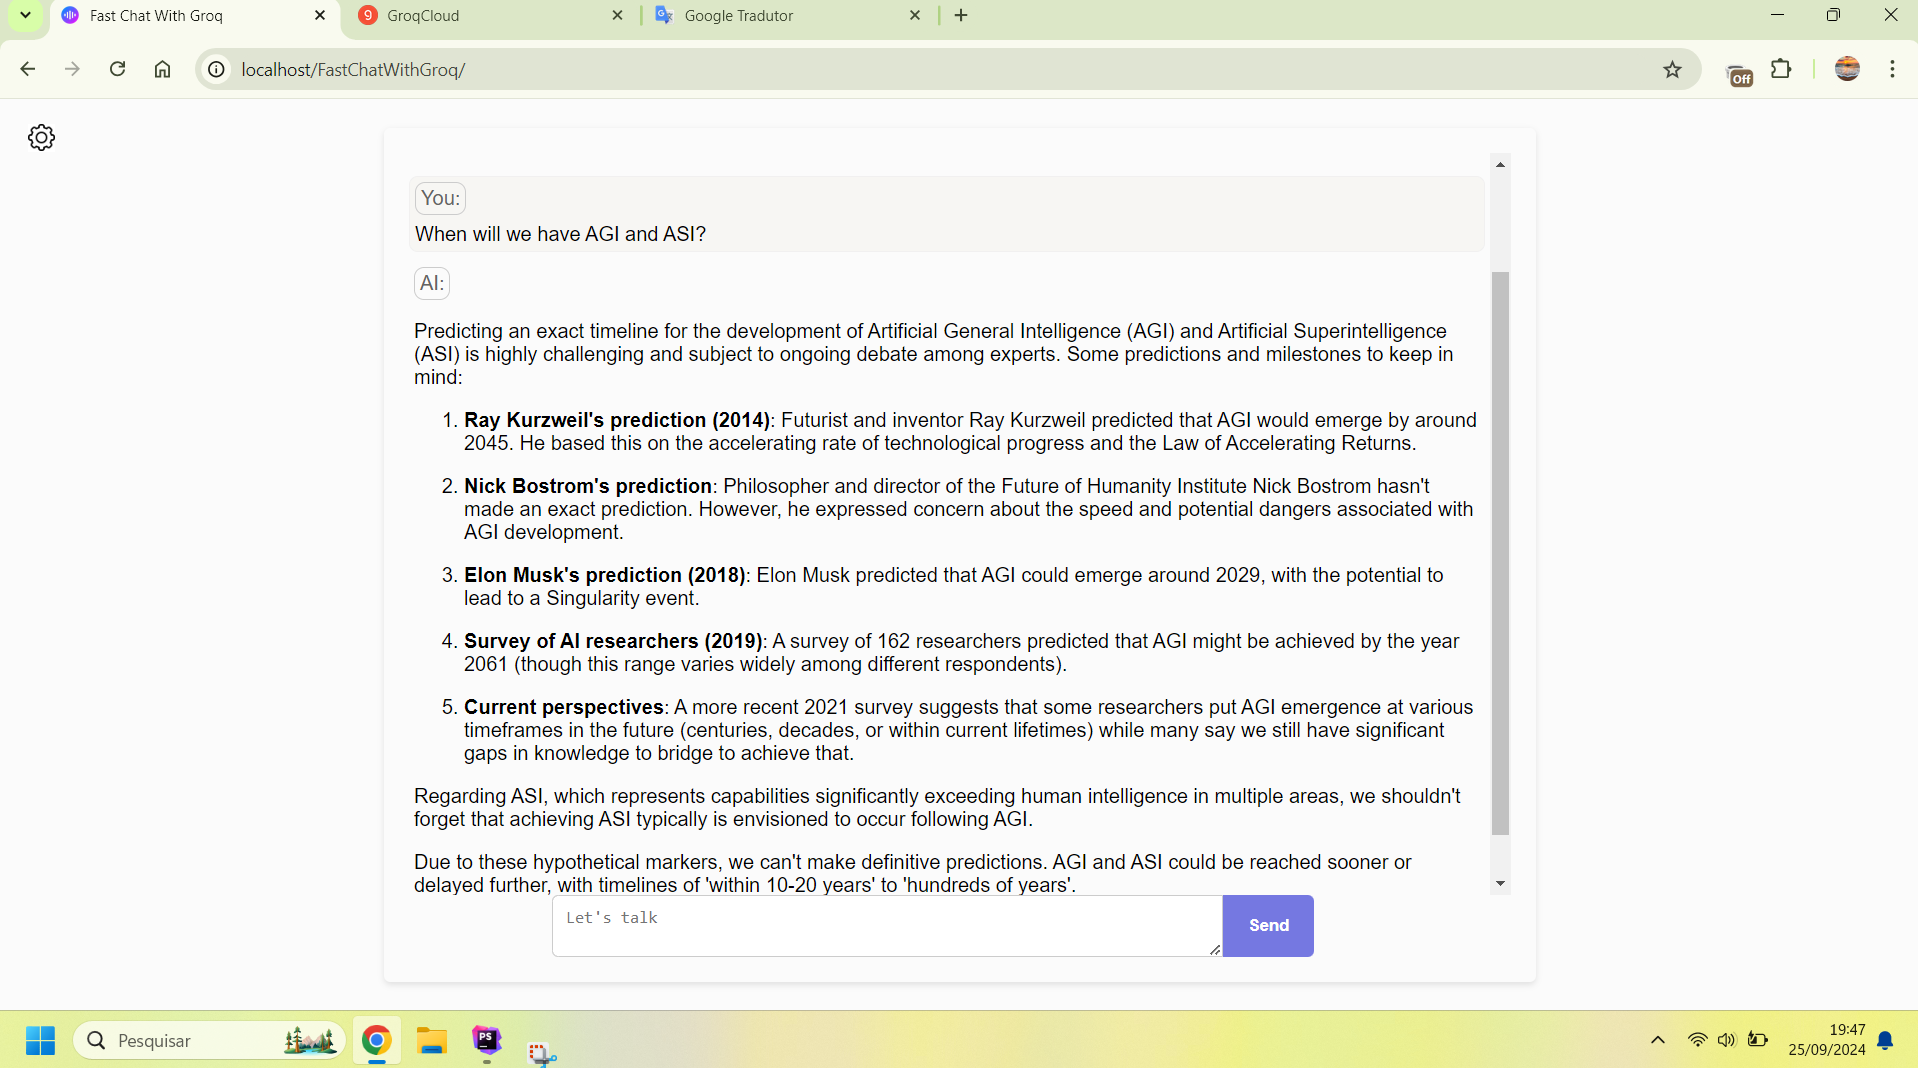 Fast Chat With Groq
9 GroqCloud
Google Tradutor
localhost/FastChatWithGroq/
Off
You:
When will we have AGI and ASI?
AI:
Predicting an exact timeline for the development of Artificial General Intelligence (AGI) and Artificial Superintelligence
(ASI) is highly challenging and subject to ongoing debate among experts. Some predictions and milestones to keep in
mind:
1. Ray Kurzweil's prediction (2014): Futurist and inventor Ray Kurzweil predicted that AGI would emerge by around
2045. He based this on the accelerating rate of technological progress and the Law of Accelerating Returns.
2. Nick Bostrom's prediction: Philosopher and director of the Future of Humanity Institute Nick Bostrom hasn't
made an exact prediction. However, he expressed concern about the speed and potential dangers associated with
AGI development.
3. Elon Musk's prediction (2018): Elon Musk predicted that AGI could emerge around 2029, with the potential to
lead to a Singularity event.
4. Survey of AI researchers (2019): A survey of 162 researchers predicted that AGI might be achieved by the year
2061 (though this range varies widely among different respondents).
5. Current perspectives: A more recent 2021 survey suggests that some researchers put AGI emergence at various
timeframes in the future (centuries, decades, or within current lifetimes) while many say we still have significant
gaps in knowledge to bridge to achieve that.
Regarding ASI, which represents capabilities significantly exceeding human intelligence in multiple areas, we shouldn't
forget that achieving ASI typically is envisioned to occur following AGI.
Due to these hypothetical markers, we can't make definitive predictions. AGI and ASI could be reached sooner or
delayed further, with timelines of 'within 10-20 years' to 'hundreds of years'.
Let's talk
Send
Pesquisar
PS
19:47
25/09/2024